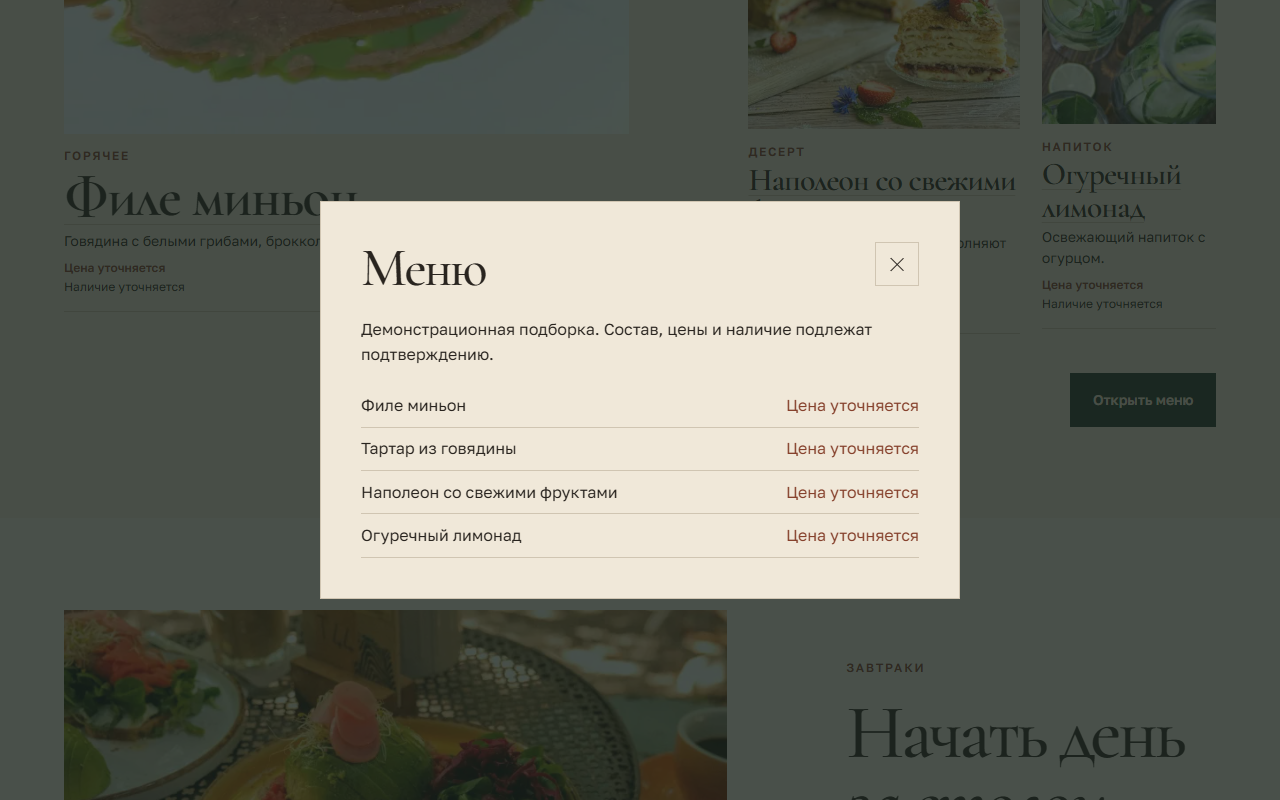 ГОРЯЧЕЕ
Филе миньон
Говядина с белыми грибами,
Цена уточняется
Наличие уточняется
ДЕСЕРТ
Наполеон со свежими
НАПИТОК
Огуречный
лимонад
Освежающий напиток с
огурцом.
Цена уточняется
Наличие уточняется
Открыть меню
Меню
Демонстрационная подборка. Состав, цены и наличие подлежат
подтверждению.
Филе миньон
Цена уточняется
Тартар из говядины
Цена уточняется
Наполеон со свежими фруктами
Цена уточняется
Огуречный лимонад
Цена уточняется
ЗАВТРАКИ
Начать день